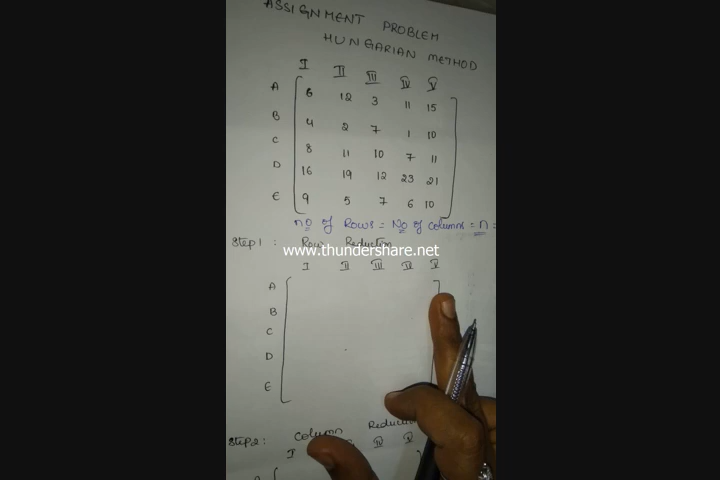 ASSIGNMENT PROBLEM
HUNGARIAN METHOD
I II III IV V
A 6 12 3 11 15
B 4 2 7 1 10
C 8 11 10 7 11
D 16 19 12 23 21
E 9 5 7 6 10
no of Rows = No of columns = n =
Step 1 : Row Reduction
www.thundershare.net
I II III IV V
A
B
C
D
E
Step 2 : Column Reduction
I IV V